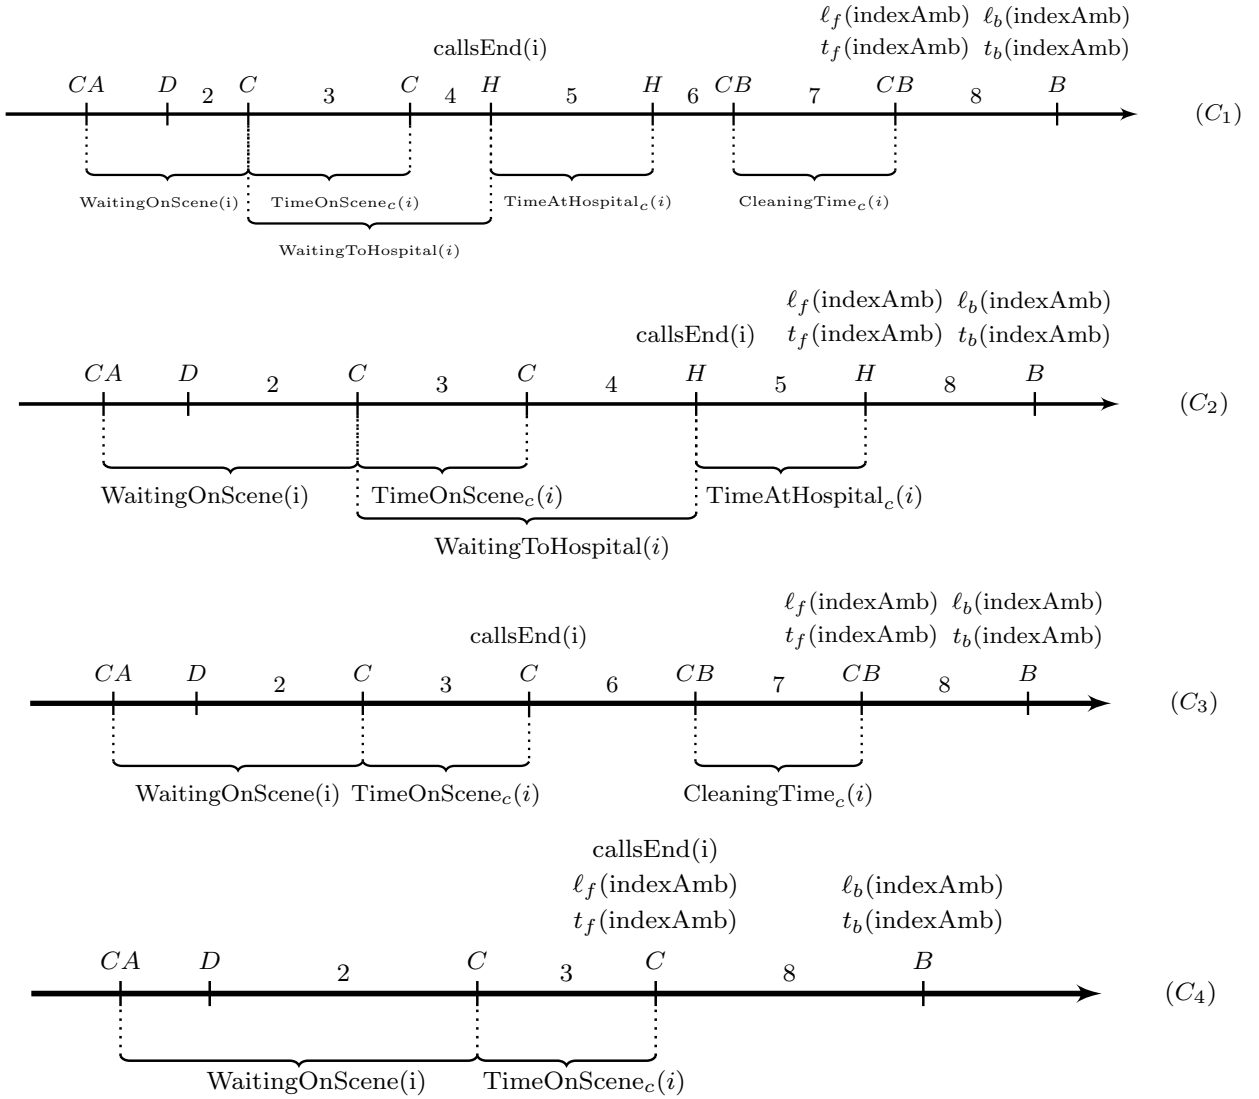 ℓ_f(indexAmb) ℓ_b(indexAmb)
callsEnd(i) t_f(indexAmb) t_b(indexAmb)
CA D C C H H CB CB B
2 3 4 5 6 7 8
(C_1)
WaitingOnScene(i) TimeOnScene_c(i) TimeAtHospital_c(i) CleaningTime_c(i)
WaitingToHospital(i)
ℓ_f(indexAmb) ℓ_b(indexAmb)
callsEnd(i) t_f(indexAmb) t_b(indexAmb)
CA D C C H H B
2 3 4 5 8
(C_2)
WaitingOnScene(i) TimeOnScene_c(i) TimeAtHospital_c(i)
WaitingToHospital(i)
ℓ_f(indexAmb) ℓ_b(indexAmb)
callsEnd(i) t_f(indexAmb) t_b(indexAmb)
CA D C C CB CB B
2 3 6 7 8
(C_3)
WaitingOnScene(i) TimeOnScene_c(i) CleaningTime_c(i)
callsEnd(i)
ℓ_f(indexAmb) ℓ_b(indexAmb)
t_f(indexAmb) t_b(indexAmb)
CA D C C B
2 3 8
(C_4)
WaitingOnScene(i) TimeOnScene_c(i)